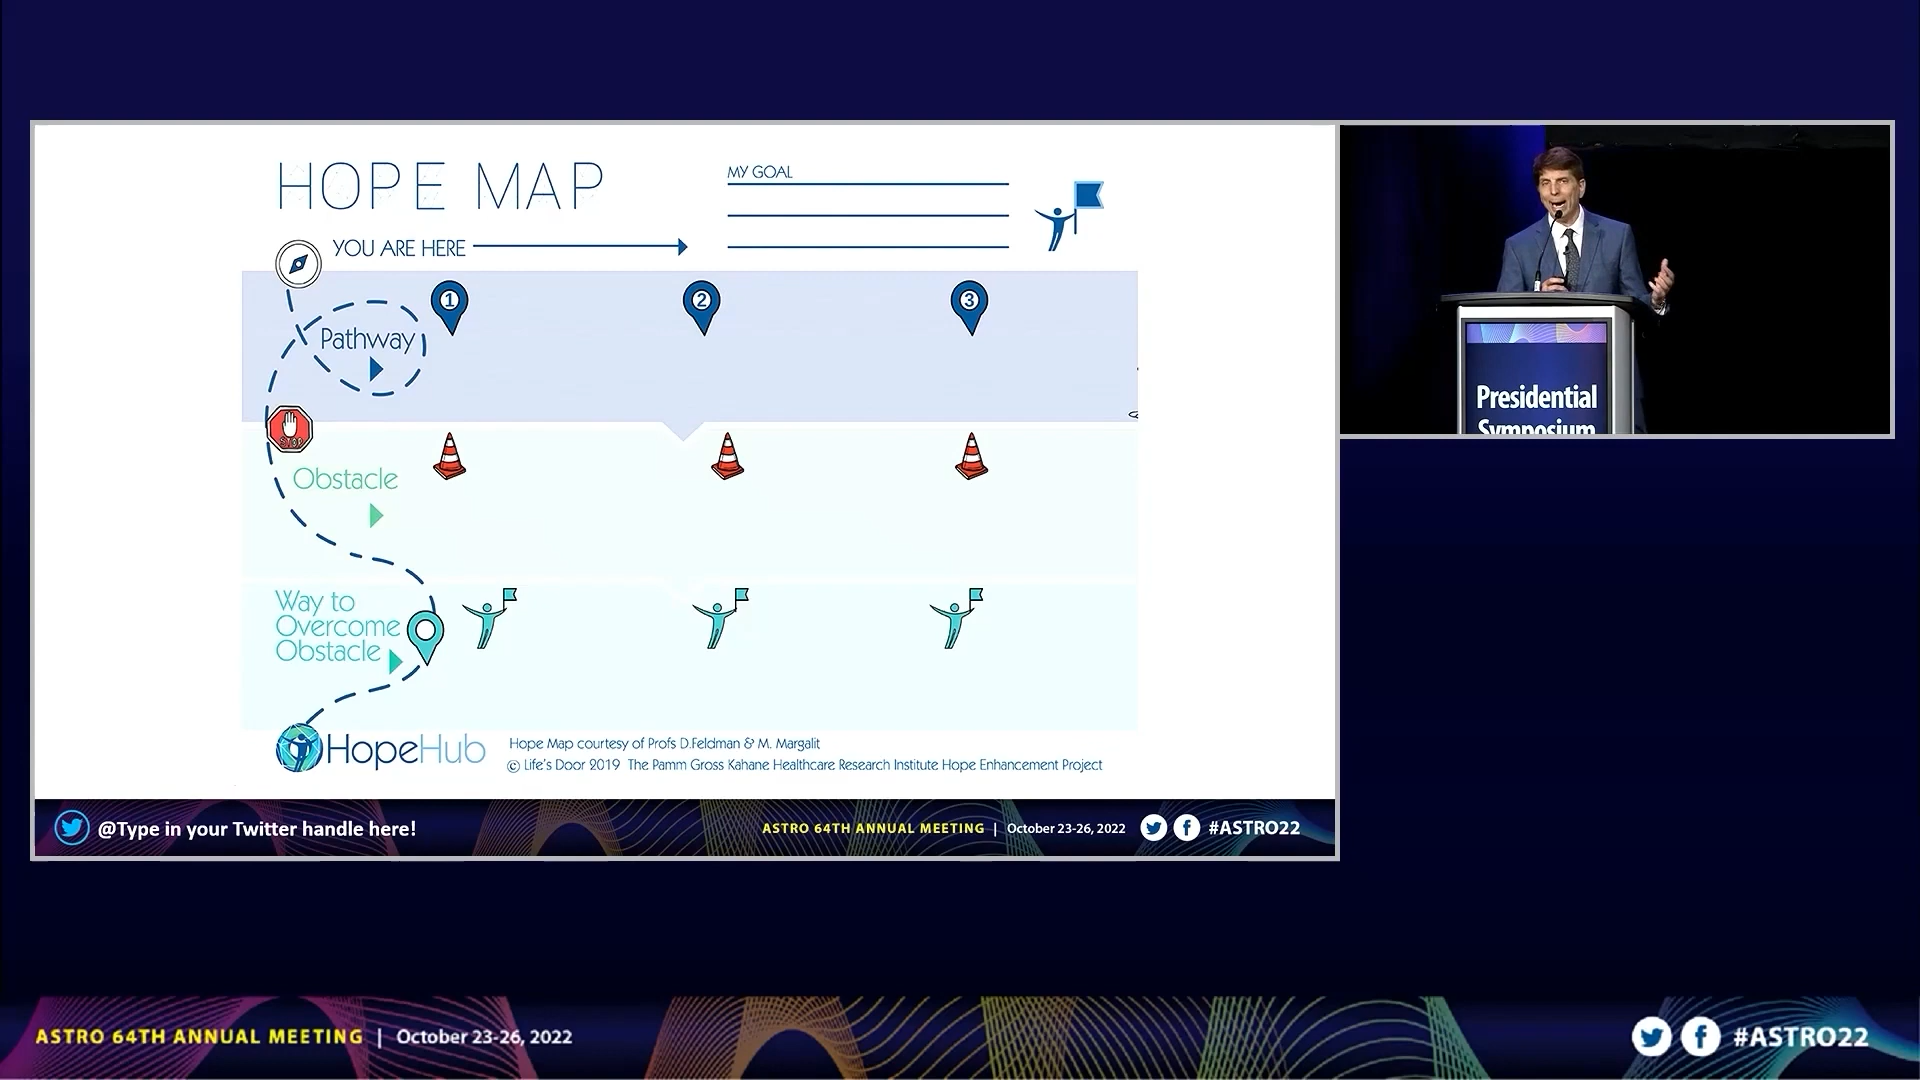 HOPE MAP
MY GOAL
YOU ARE HERE
Pathway
1
2
3
STOP
Obstacle
Way to
Overcome
Obstacle
HopeHub
Hope Map courtesy of Profs D.Feldman & M. Margalit
© Life's Door 2019 The Pamm Gross Kahane Healthcare Research Institute Hope Enhancement Project
@Type in your Twitter handle here!
ASTRO 64TH ANNUAL MEETING | October 23-26, 2022
#ASTRO22
Presidential
Symposium
ASTRO 64TH ANNUAL MEETING | October 23-26, 2022
#ASTRO22